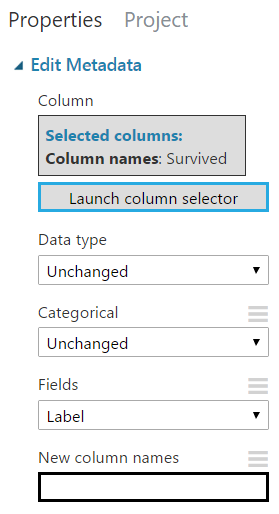 Properties Project
Edit Metadata
Column
Selected columns:
Column names: Survived
Launch column selector
Data type
Unchanged
Categorical
Unchanged
Fields
Label
New column names